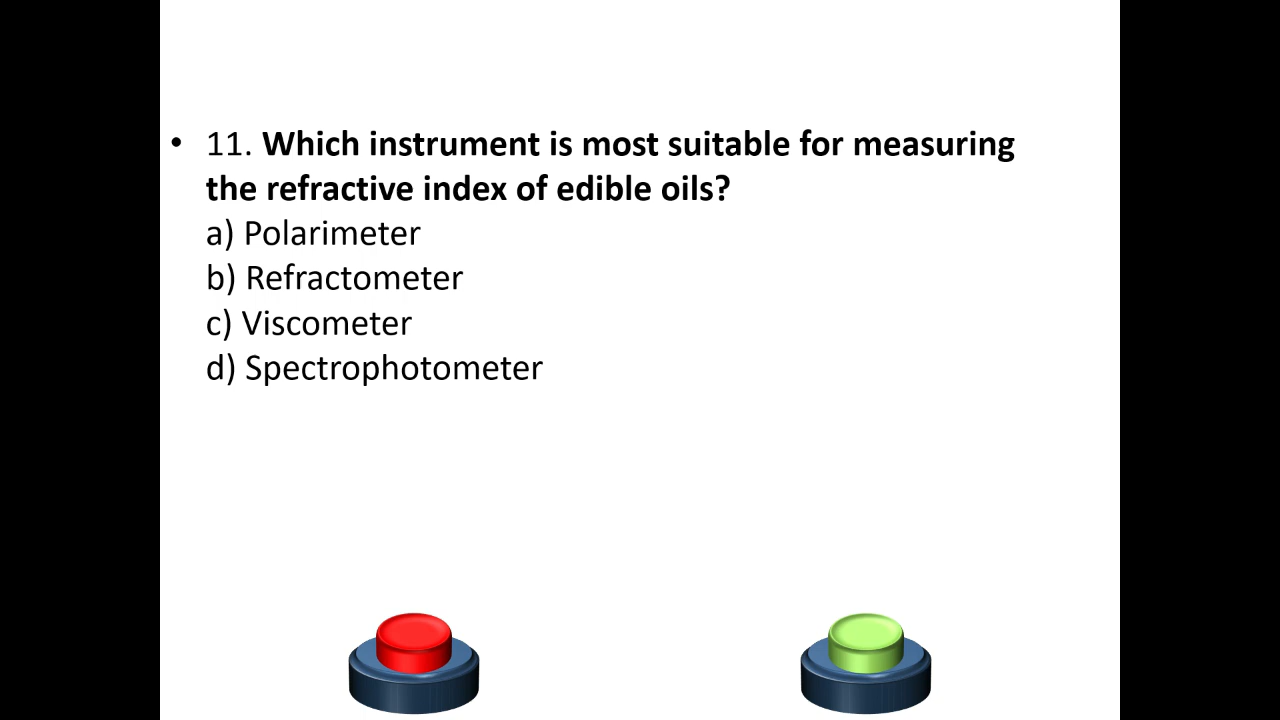 • 11. Which instrument is most suitable for measuring
the refractive index of edible oils?
a) Polarimeter
b) Refractometer
c) Viscometer
d) Spectrophotometer